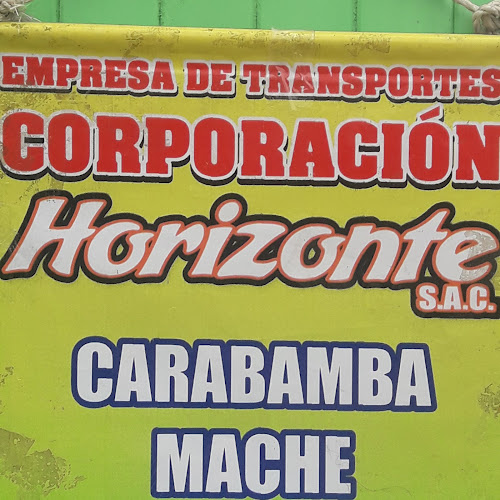 EMPRESA DE TRANSPORTES
CORPORACIÓN
Horizonte
S.A.C.
CARABAMBA
MACHE